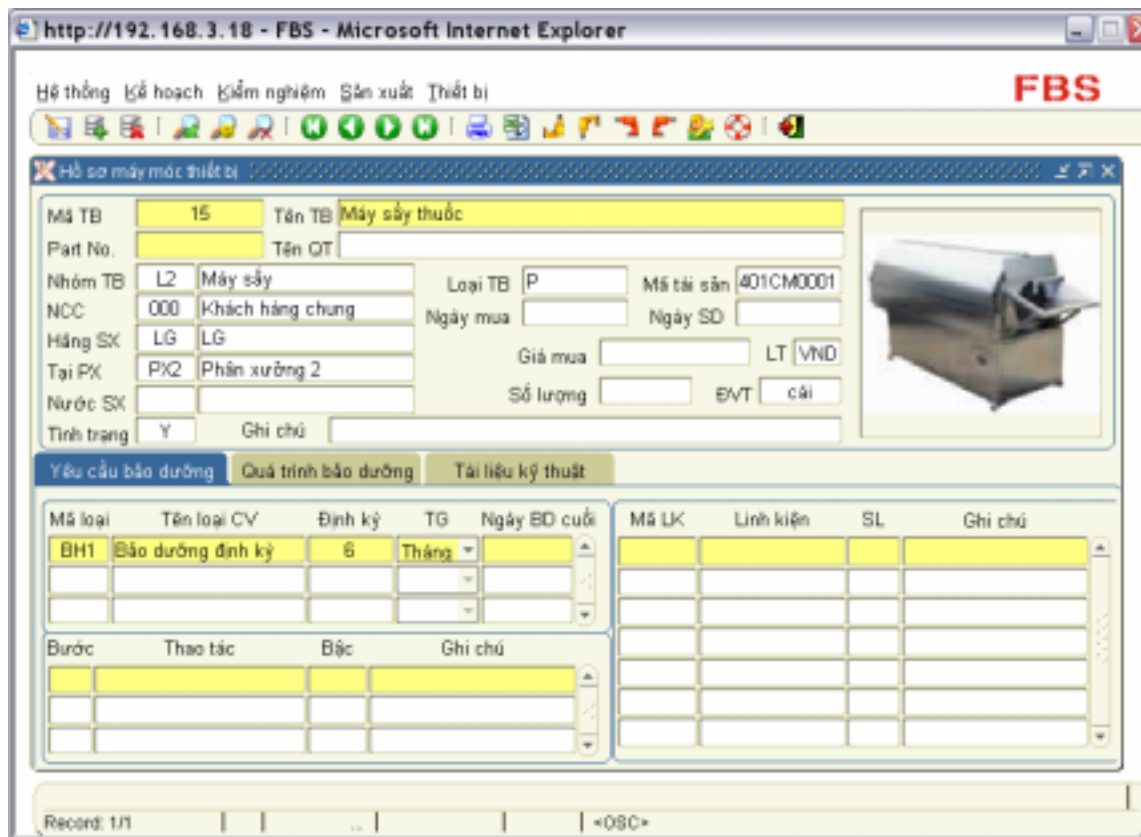 http://192.168.3.18 - FBS - Microsoft Internet Explorer
Hệ thống Kế hoạch Kiểm nghiệm Sản xuất Thiết bị
FBS
Hồ sơ máy móc thiết bị
Mã TB 15 Tên TB Máy sấy thuốc
Part No. Tên QT
Nhóm TB L2 Máy sấy Loại TB P Mã tài sản 401CM0001
NCC 000 Khách hàng chung Ngày mua Ngày SD
Hãng SX LG LG Giá mua LT VND
Tại PX PX2 Phân xưởng 2
Nước SX Số lượng ĐVT cái
Tình trạng Y Ghi chú
Yêu cầu bảo dưỡng Quá trình bảo dưỡng Tài liệu kỹ thuật
Mã loại Tên loại CV Định kỳ TG Ngày BD cuối Mã LK Linh kiện SL Ghi chú
BH1 Bảo dưỡng định kỳ 6 Tháng
Bước Thao tác Bậc Ghi chú
Record: 1/1 ... <OSC>